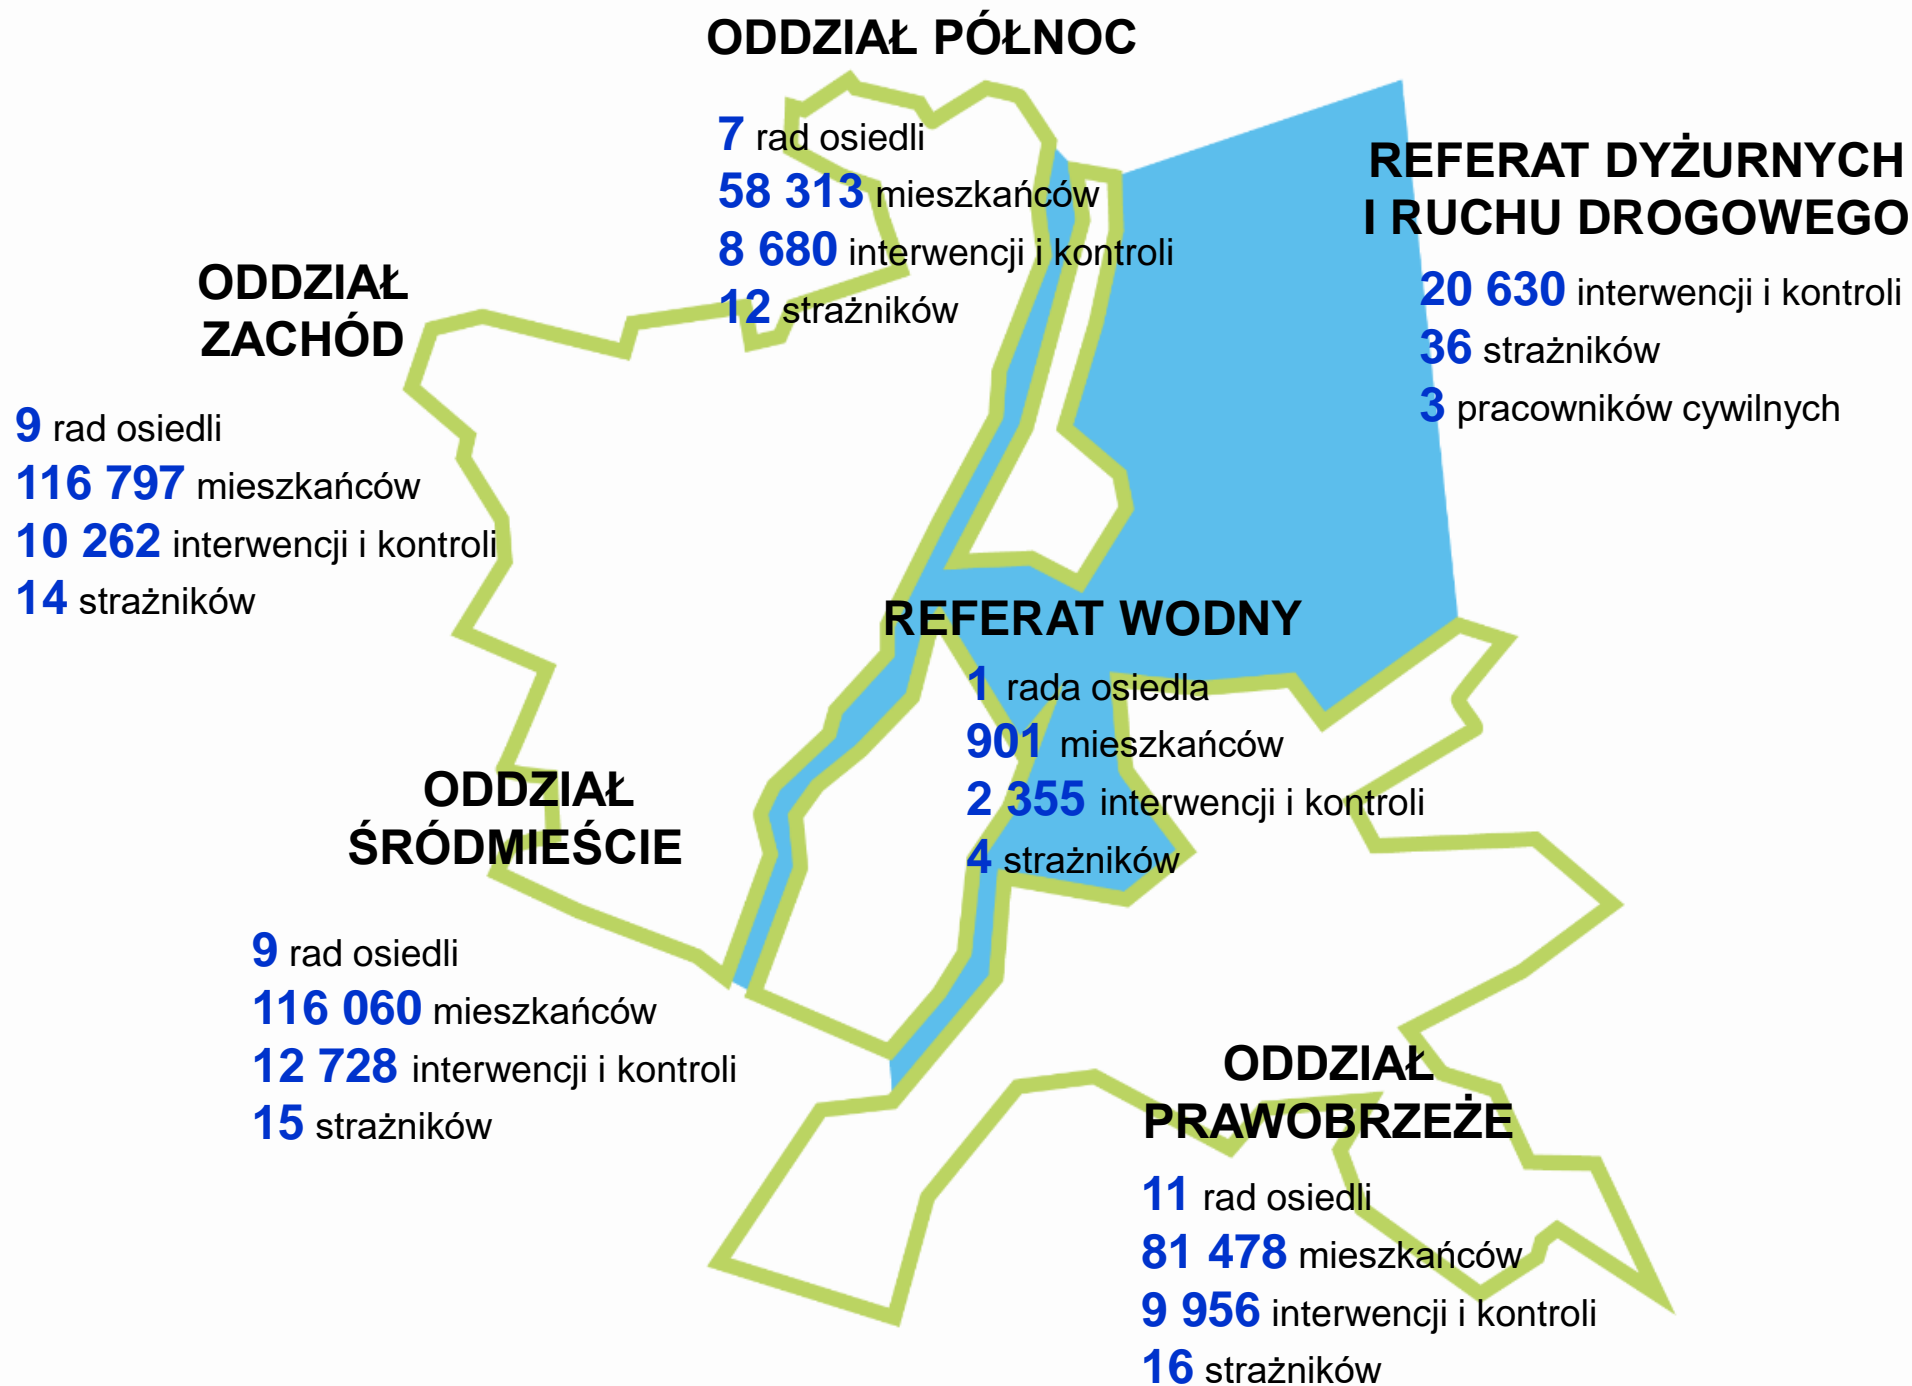 ODDZIAŁ PÓŁNOC
7 rad osiedli
58 313 mieszkańców
8 680 interwencji i kontroli
12 strażników
REFERAT DYŻURNYCH
I RUCHU DROGOWEGO
20 630 interwencji i kontroli
36 strażników
3 pracowników cywilnych
ODDZIAŁ
ZACHÓD
9 rad osiedli
116 797 mieszkańców
10 262 interwencji i kontroli
14 strażników
REFERAT WODNY
1 rada osiedla
901 mieszkańców
2 355 interwencji i kontroli
4 strażników
ODDZIAŁ
ŚRÓDMIEŚCIE
9 rad osiedli
116 060 mieszkańców
12 728 interwencji i kontroli
15 strażników
ODDZIAŁ
PRAWOBRZEŻE
11 rad osiedli
81 478 mieszkańców
9 956 interwencji i kontroli
16 strażników